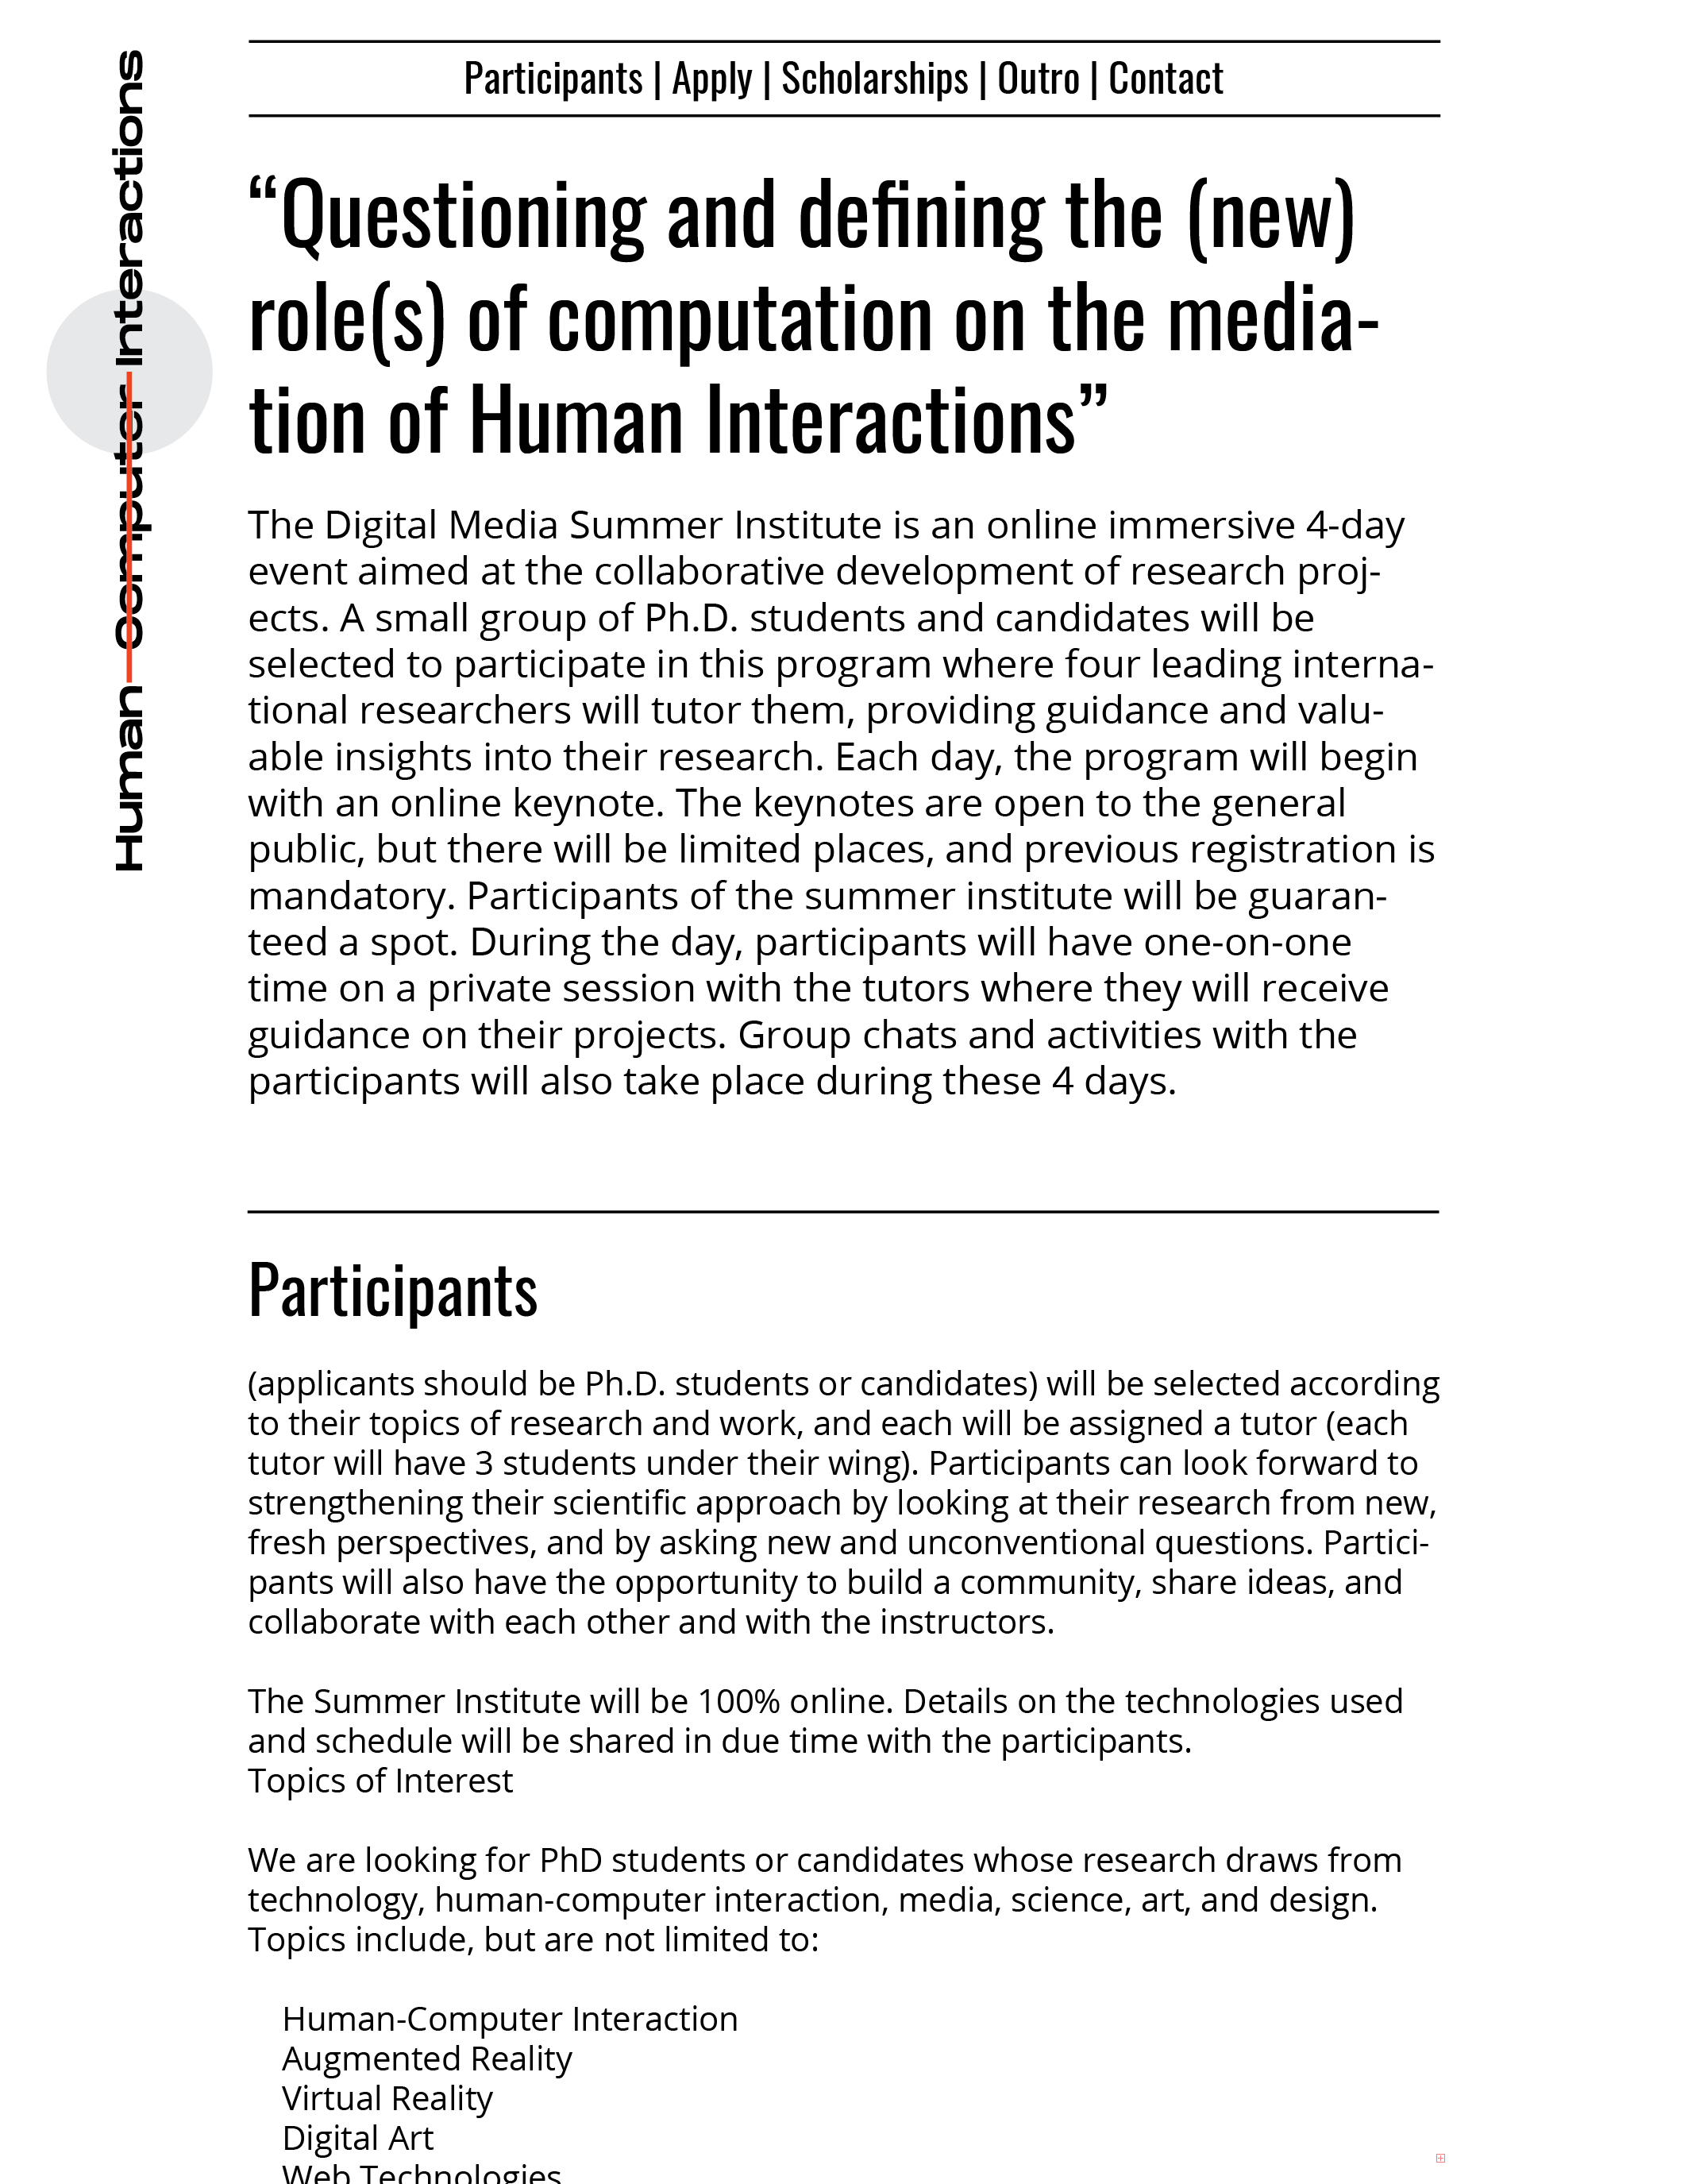 Human Computer Interactions
Participants | Apply | Scholarships | Outro | Contact
“Questioning and defining the (new)
role(s) of computation on the media-
tion of Human Interactions”
The Digital Media Summer Institute is an online immersive 4-day
event aimed at the collaborative development of research proj-
ects. A small group of Ph.D. students and candidates will be
selected to participate in this program where four leading interna-
tional researchers will tutor them, providing guidance and valu-
able insights into their research. Each day, the program will begin
with an online keynote. The keynotes are open to the general
public, but there will be limited places, and previous registration is
mandatory. Participants of the summer institute will be guaran-
teed a spot. During the day, participants will have one-on-one
time on a private session with the tutors where they will receive
guidance on their projects. Group chats and activities with the
participants will also take place during these 4 days.
Participants
(applicants should be Ph.D. students or candidates) will be selected according
to their topics of research and work, and each will be assigned a tutor (each
tutor will have 3 students under their wing). Participants can look forward to
strengthening their scientific approach by looking at their research from new,
fresh perspectives, and by asking new and unconventional questions. Partici-
pants will also have the opportunity to build a community, share ideas, and
collaborate with each other and with the instructors.
The Summer Institute will be 100% online. Details on the technologies used
and schedule will be shared in due time with the participants.
Topics of Interest
We are looking for PhD students or candidates whose research draws from
technology, human-computer interaction, media, science, art, and design.
Topics include, but are not limited to:
Human-Computer Interaction
Augmented Reality
Virtual Reality
Digital Art
Web Technologies